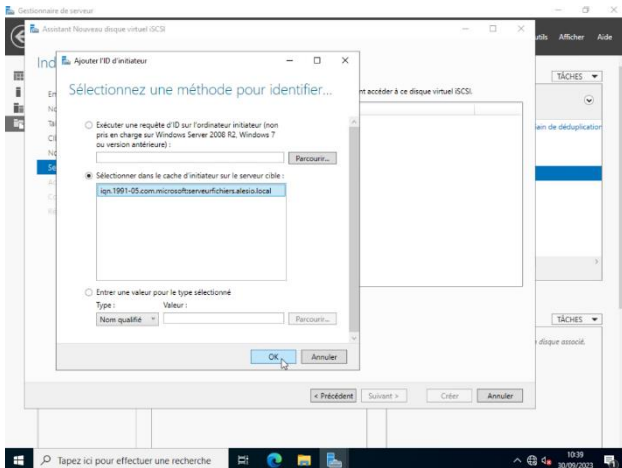 Gestionnaire de serveur
Assistant Nouveau disque virtuel iSCSI
utils Afficher Aide
Ajouter l'ID d'initiateur
TÂCHES
Sélectionnez une méthode pour identifier...
nt accéder à ce disque virtuel iSCSI.
Exécuter une requête d'ID sur l'ordinateur initiateur (non
pris en charge sur Windows Server 2008 R2, Windows 7
ou version antérieure) :
ain de déduplication
Parcourir...
Sélectionner dans le cache d'initiateur sur le serveur cible :
iqn.1991-05.com.microsoft:serveurfichiers.alesio.local
Entrer une valeur pour le type sélectionné
Type : Valeur :
Nom qualifié
Parcourir...
TÂCHES
disque associé.
OK Annuler
< Précédent Suivant > Créer Annuler
Tapez ici pour effectuer une recherche
10:39
30/09/2023